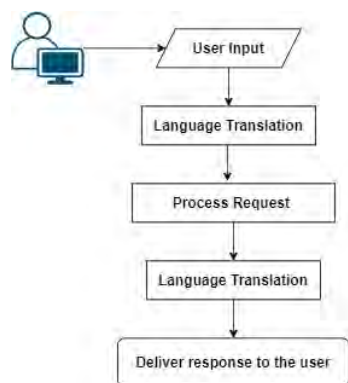 User Input
Language Translation
Process Request
Language Translation
Deliver response to the user